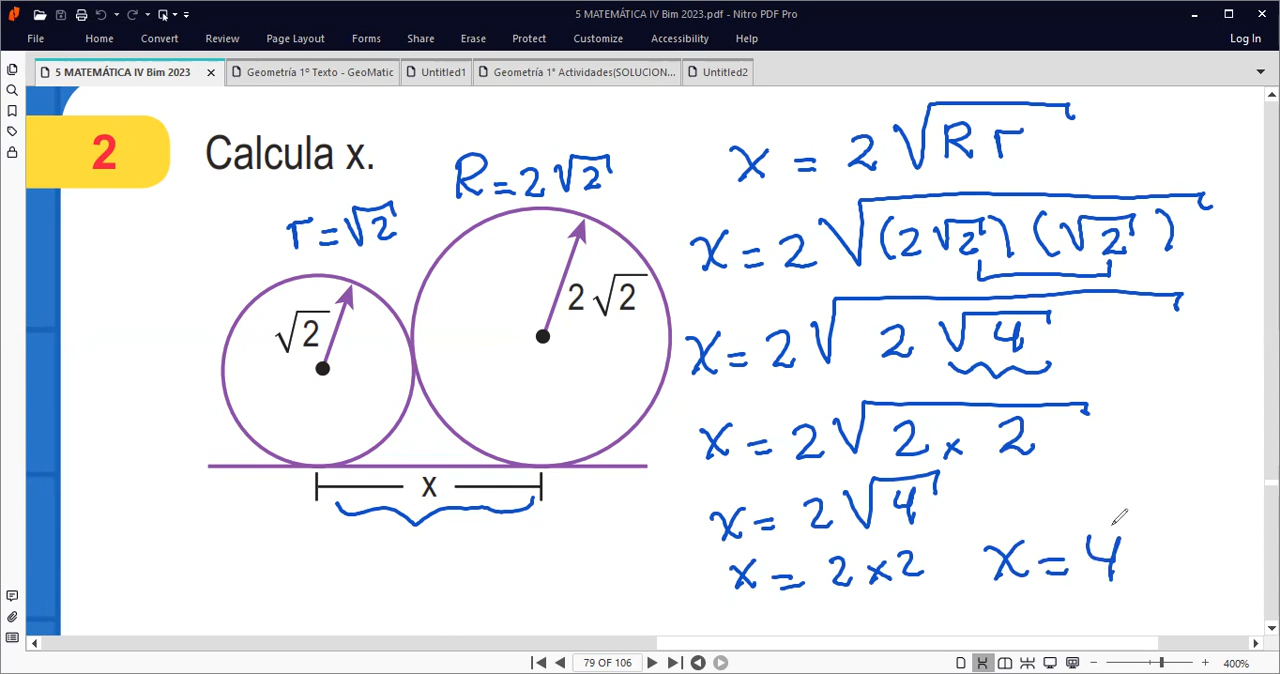 5 MATEMÁTICA IV Bim 2023.pdf - Nitro PDF Pro
File Home Convert Review Page Layout Forms Share Erase Protect Customize Accessibility Help Log In
5 MATEMÁTICA IV Bim 2023 Geometría 1º Texto - GeoMatic Untitled1 Geometría 1° Actividades(SOLUCION... Untitled2
2 Calcula x.
r = √2
R = 2√2
√2
2√2
x
x = 2√(R r)
x = 2√((2√2)(√2))
x = 2√(2√4)
x = 2√(2 × 2)
x = 2√4
x = 2 × 2 x = 4
79 OF 106 400%